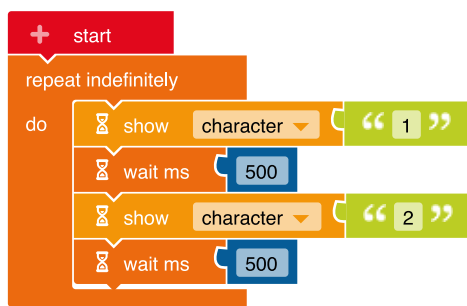 + start
repeat indefinitely
do show character “ 1 ”
wait ms 500
show character “ 2 ”
wait ms 500